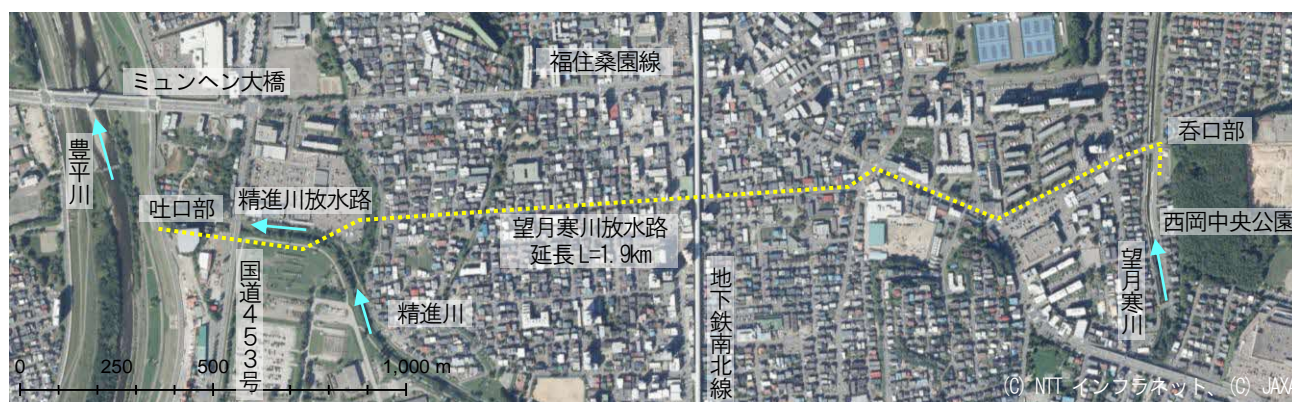 福住桑園線
ミュンヘン大橋
呑口部
豊平川
精進川放水路
吐口部
望月寒川放水路
延長L=1.9km
西岡中央公園
国道453号
地下鉄南北線
望月寒川
精進川
0 250 500 1,000 m
(C) NTT インフラネット、(C) JAXA